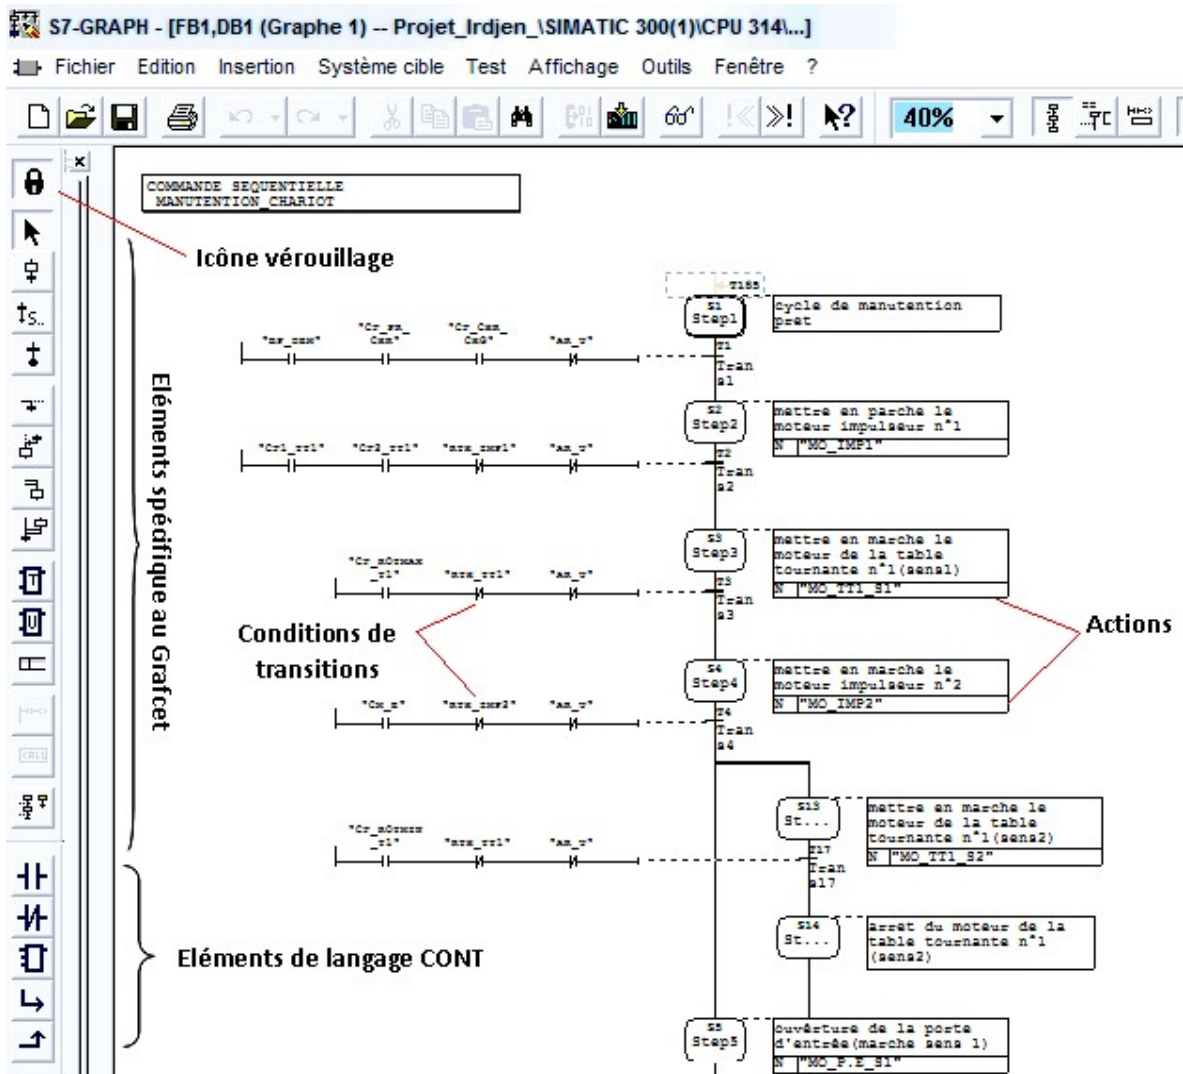 S7-GRAPH - [FB1,DB1 (Graphe 1) -- Projet_Irdjen_\SIMATIC 300(1)\CPU 314\...]
Fichier Edition Insertion Système cible Test Affichage Outils Fenêtre ?
40%
COMMANDE SEQUENTIELLE
MANUTENTION_CHARIOT
Icône vérouillage
T185
S1
Step1
cycle de manutention
pret
T1
Tran
s1
S2
Step2
mettre en parche le
moteur impulseur n°1
N "MO_IMP1"
T2
Tran
s2
Eléments spécifique au Grafcet
S3
Step3
mettre en marche le
moteur de la table
tournante n°1(sens1)
N "MO_TT1_S1"
T3
Tran
s3
Conditions de
transitions
Actions
S4
Step4
mettre en marche le
moteur impulseur n°2
N "MO_IMP2"
T4
Tran
s4
S13
St...
mettre en marche le
moteur de la table
tournante n°1(sens2)
N "MO_TT1_S2"
T17
Tran
s17
S14
St...
arret du moteur de la
table tournante n°1
(sens2)
Eléments de langage CONT
S5
Step5
ouvérture de la porte
d'entrée(marche sens 1)
N "MO_P.E_S1"